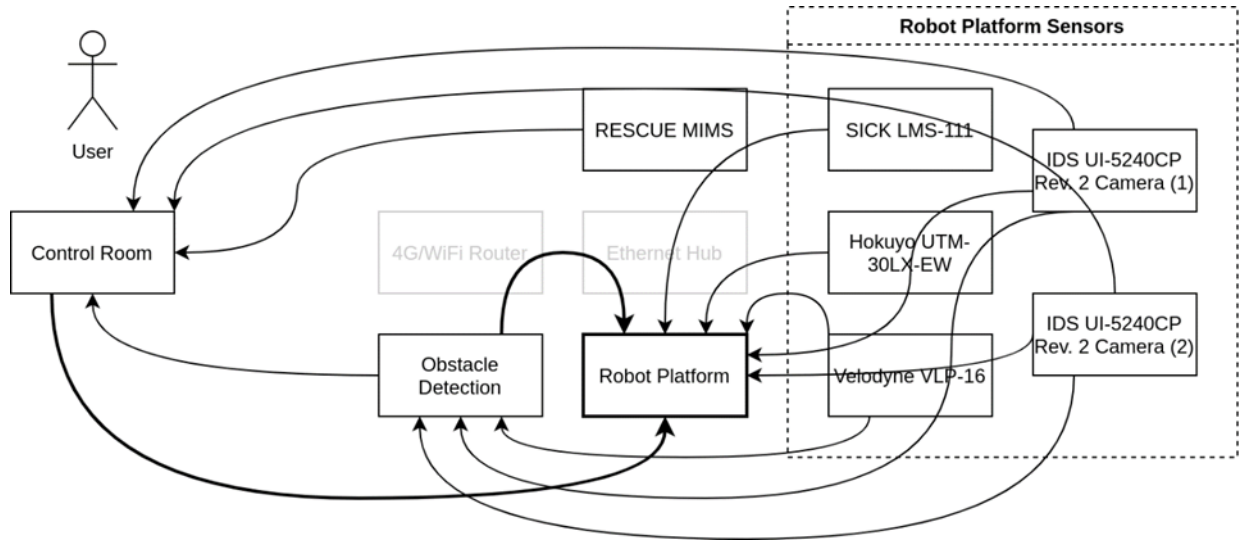 Robot Platform Sensors
User
RESCUE MIMS
SICK LMS-111
IDS UI-5240CP
Rev. 2 Camera (1)
Control Room
4G/WiFi Router
Ethernet Hub
Hokuyo UTM-
30LX-EW
IDS UI-5240CP
Rev. 2 Camera (2)
Obstacle
Detection
Robot Platform
Velodyne VLP-16